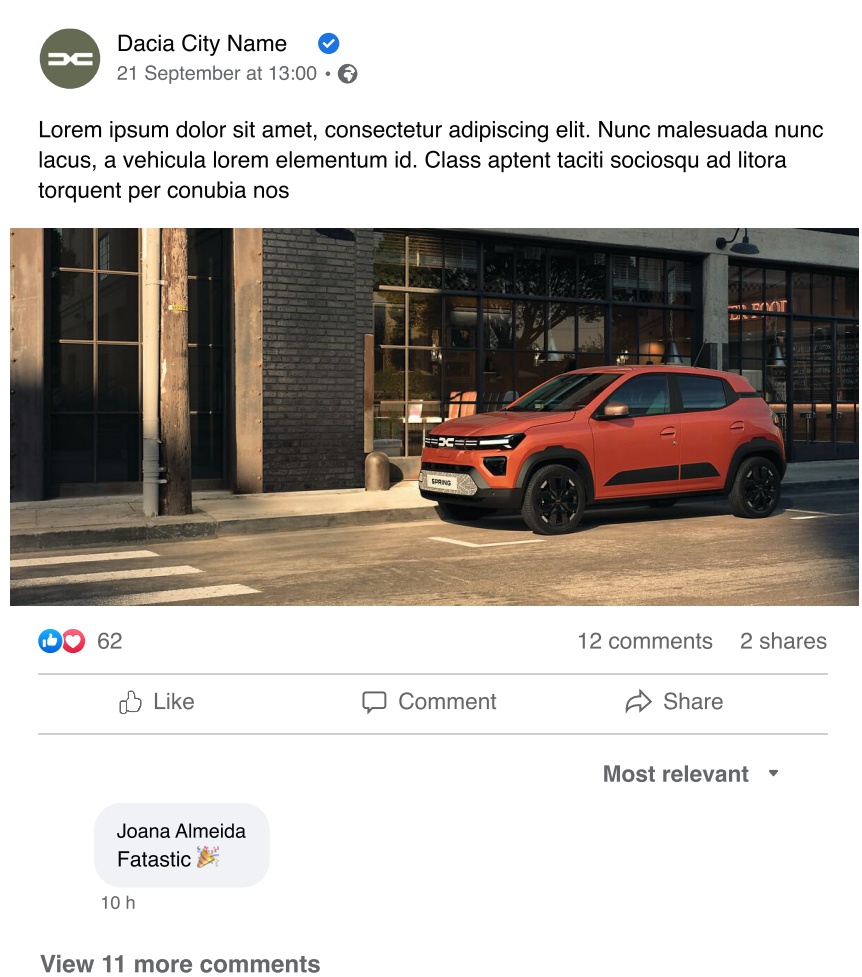 Dacia City Name
21 September at 13:00 •
Lorem ipsum dolor sit amet, consectetur adipiscing elit. Nunc malesuada nunc
lacus, a vehicula lorem elementum id. Class aptent taciti sociosqu ad litora
torquent per conubia nos
SPRING
62
12 comments 2 shares
Like Comment Share
Most relevant
Joana Almeida
Fatastic 🎉
10 h
View 11 more comments